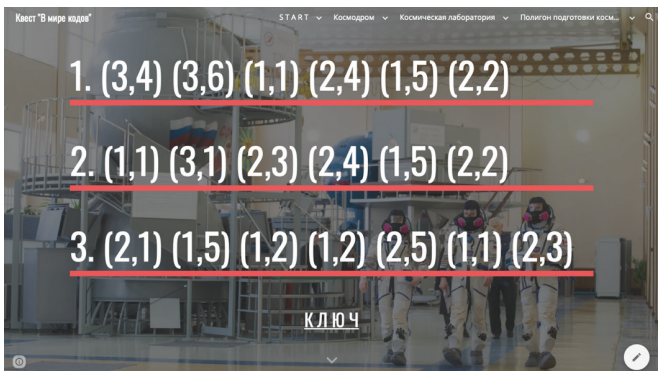 Квест "В мире кодов"
START Космодром Космическая лаборатория Полигон подготовки косм...
1. (3,4) (3,6) (1,1) (2,4) (1,5) (2,2)
2. (1,1) (3,1) (2,3) (2,4) (1,5) (2,2)
3. (2,1) (1,5) (1,2) (1,2) (2,5) (1,1) (2,3)
КЛЮЧ